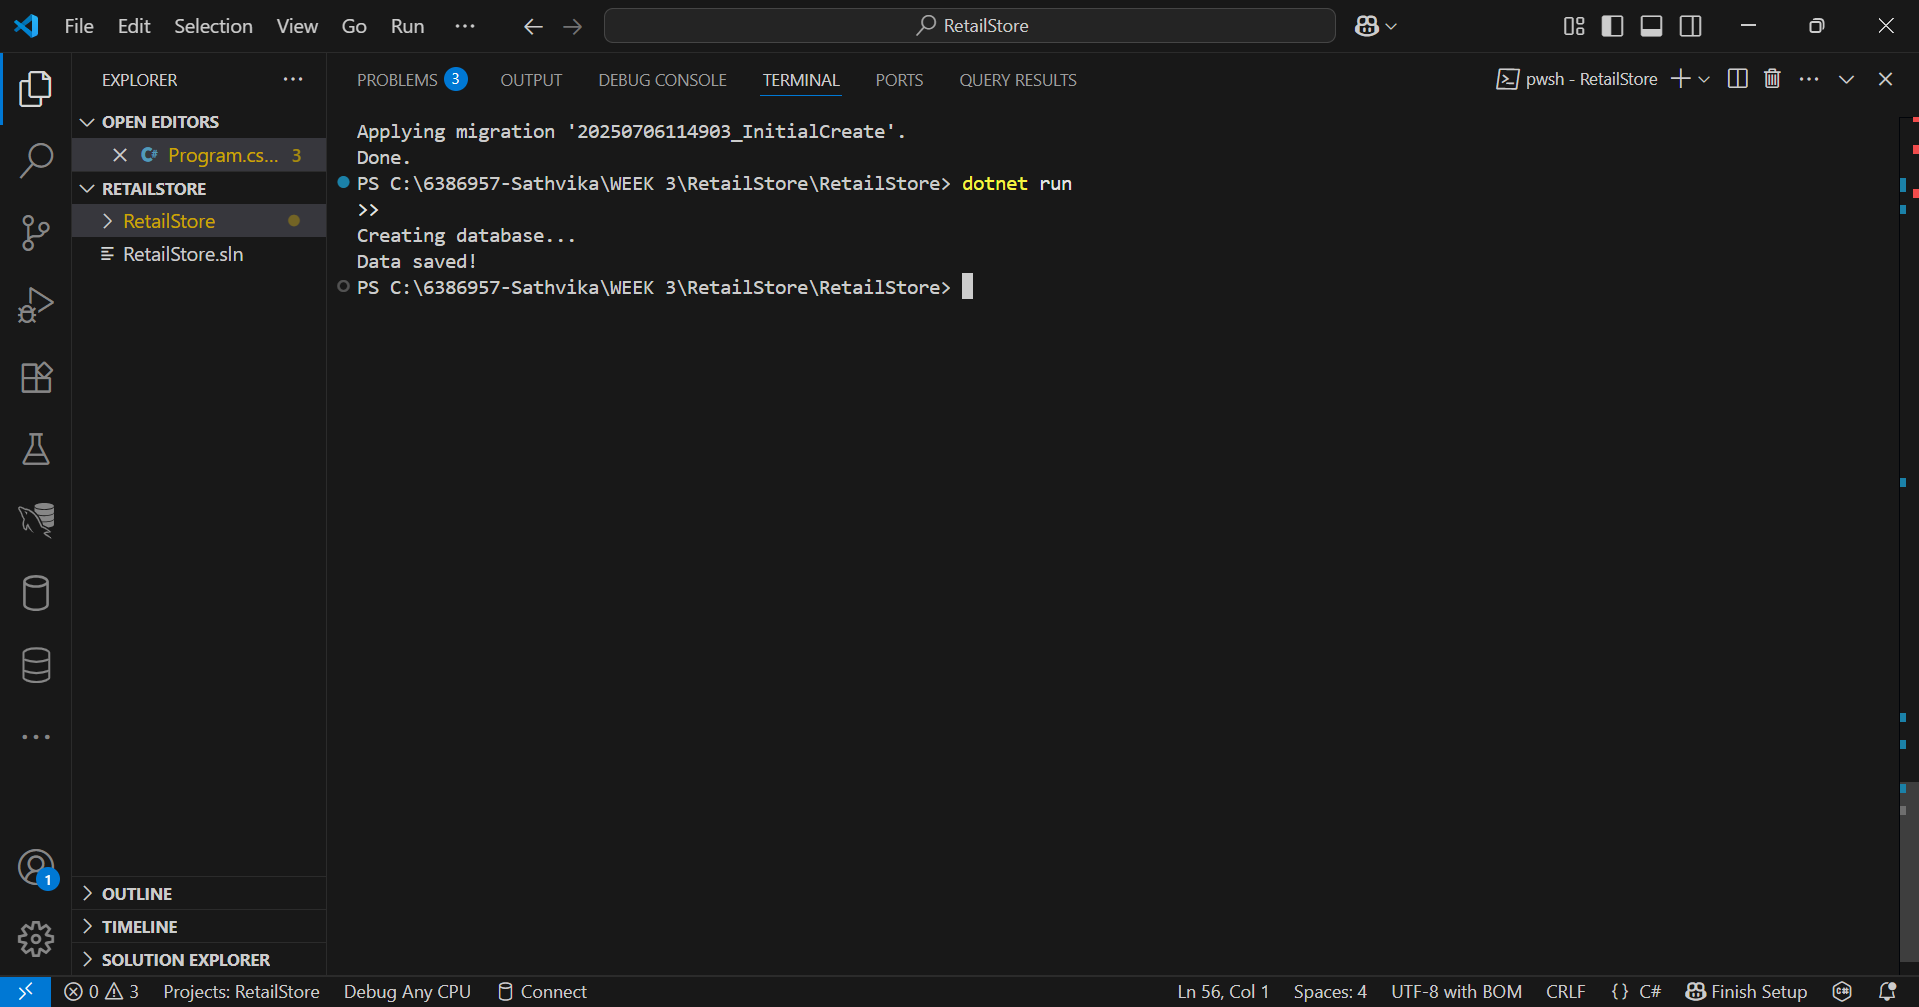 File Edit Selection View Go Run ···
RetailStore
EXPLORER ···
OPEN EDITORS
Program.cs... 3
RETAILSTORE
RetailStore
RetailStore.sln
PROBLEMS 3 OUTPUT DEBUG CONSOLE TERMINAL PORTS QUERY RESULTS
pwsh - RetailStore
Applying migration '20250706114903_InitialCreate'.
Done.
PS C:\6386957-Sathvika\WEEK 3\RetailStore\RetailStore> dotnet run
>>
Creating database...
Data saved!
PS C:\6386957-Sathvika\WEEK 3\RetailStore\RetailStore>
1
OUTLINE
TIMELINE
SOLUTION EXPLORER
0 3 Projects: RetailStore Debug Any CPU Connect
Ln 56, Col 1 Spaces: 4 UTF-8 with BOM CRLF {} C# Finish Setup